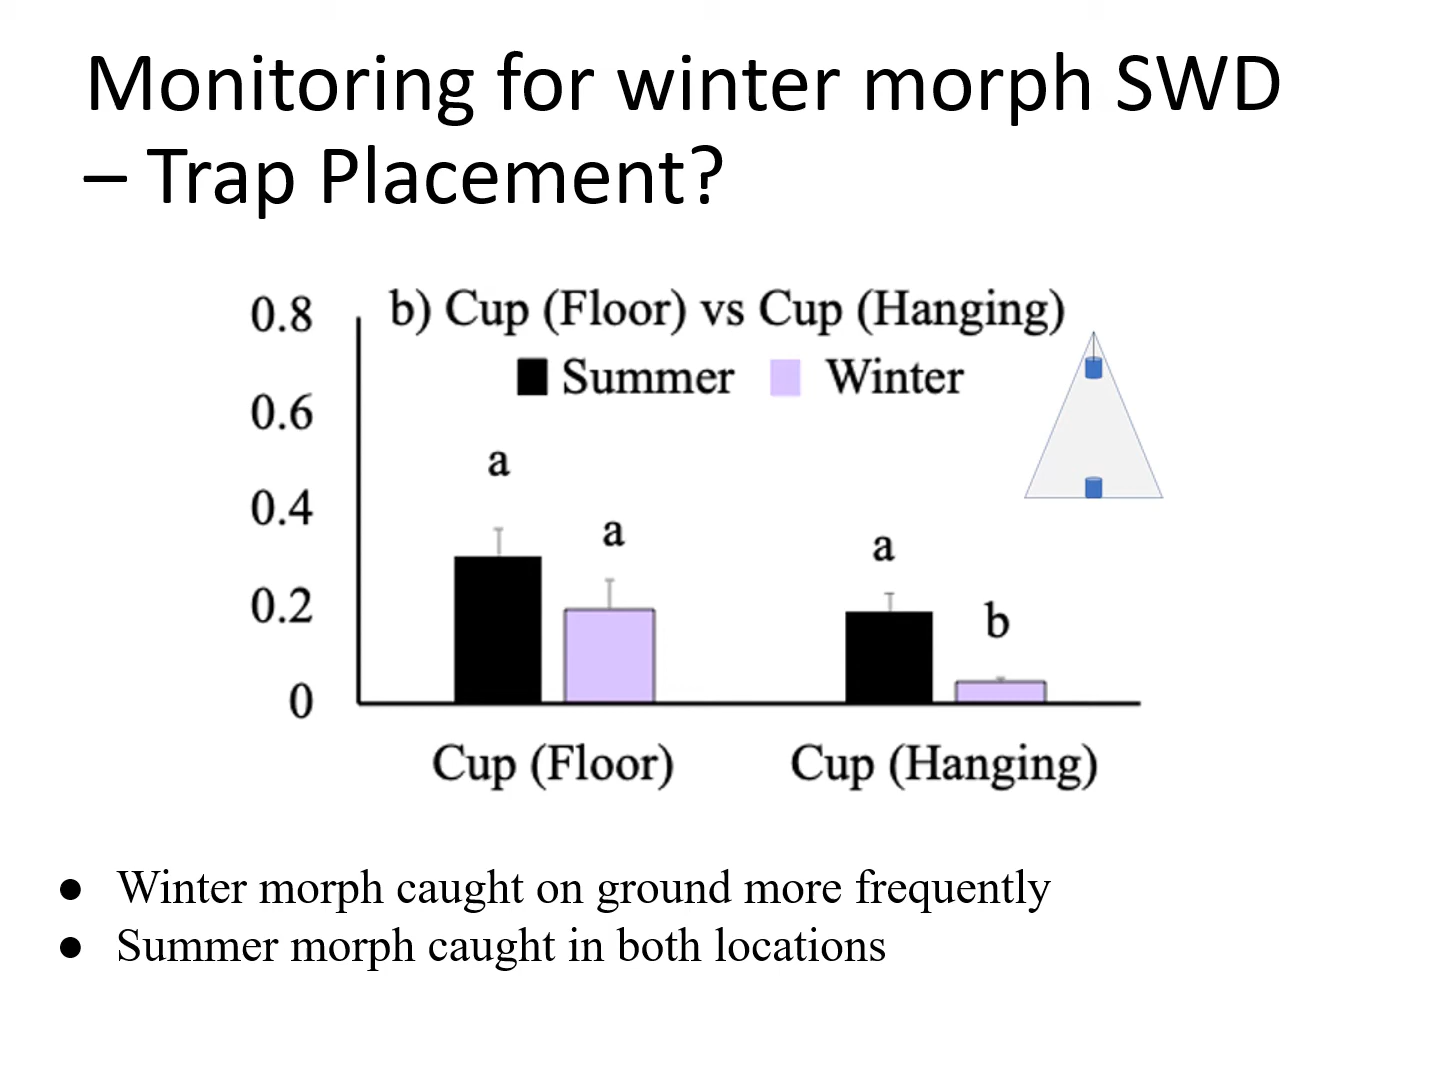 Monitoring for winter morph SWD
– Trap Placement?
b) Cup (Floor) vs Cup (Hanging)
Summer Winter
0.8
0.6
0.4
0.2
0
a
a
a
b
Cup (Floor) Cup (Hanging)
● Winter morph caught on ground more frequently
● Summer morph caught in both locations